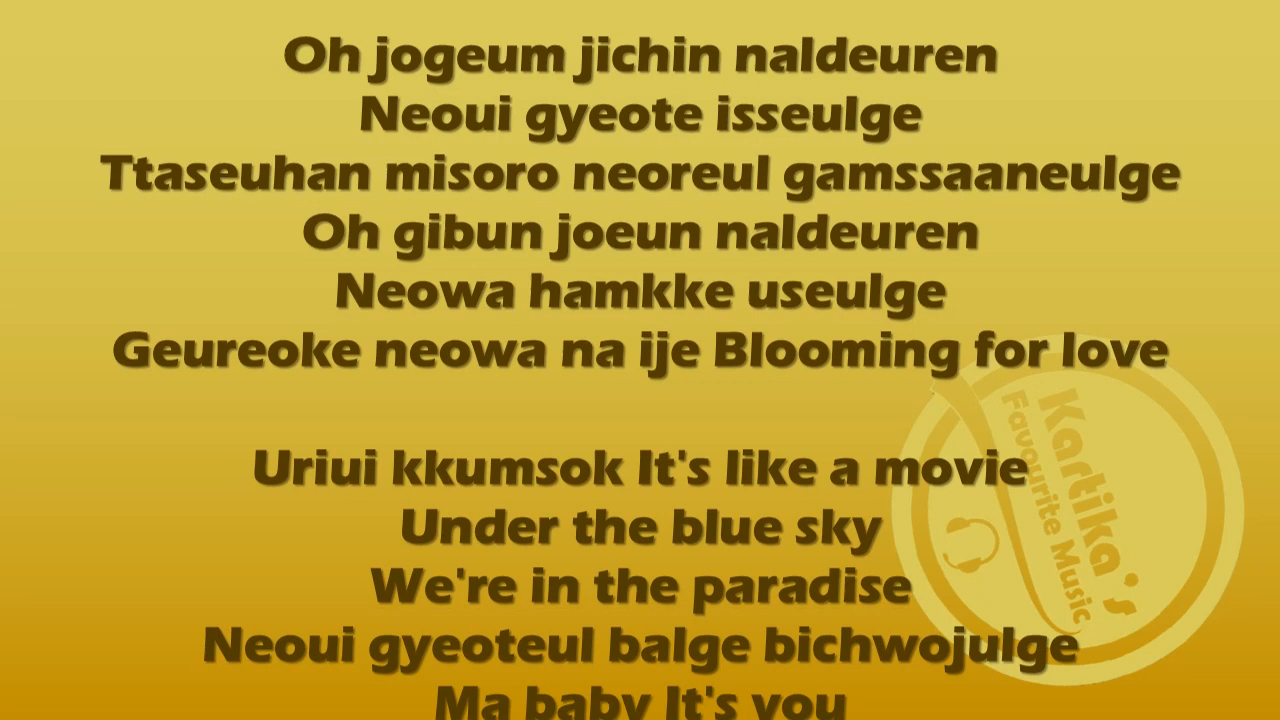 Oh jogeum jichin naldeuren
Neoui gyeote isseulge
Ttaseuhan misoro neoreul gamssaaneulge
Oh gibun joeun naldeuren
Neowa hamkke useulge
Geureoke neowa na ije Blooming for love
Uriui kkumsok It's like a movie
Under the blue sky
We're in the paradise
Neoui gyeoteul balge bichwojulge
Ma baby It's you
Kartika's
Favourite Music